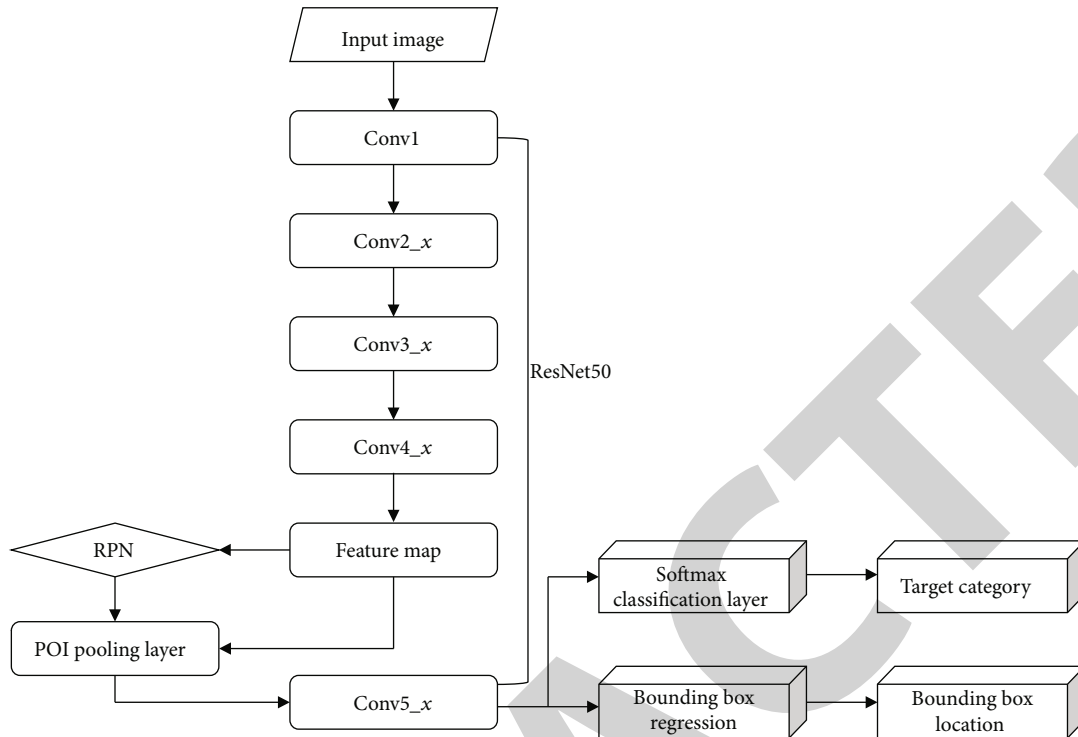 Input image
Conv1
Conv2_x
Conv3_x
ResNet50
Conv4_x
RPN
Feature map
Softmax
classification layer
Target category
POI pooling layer
Conv5_x
Bounding box
regression
Bounding box
location